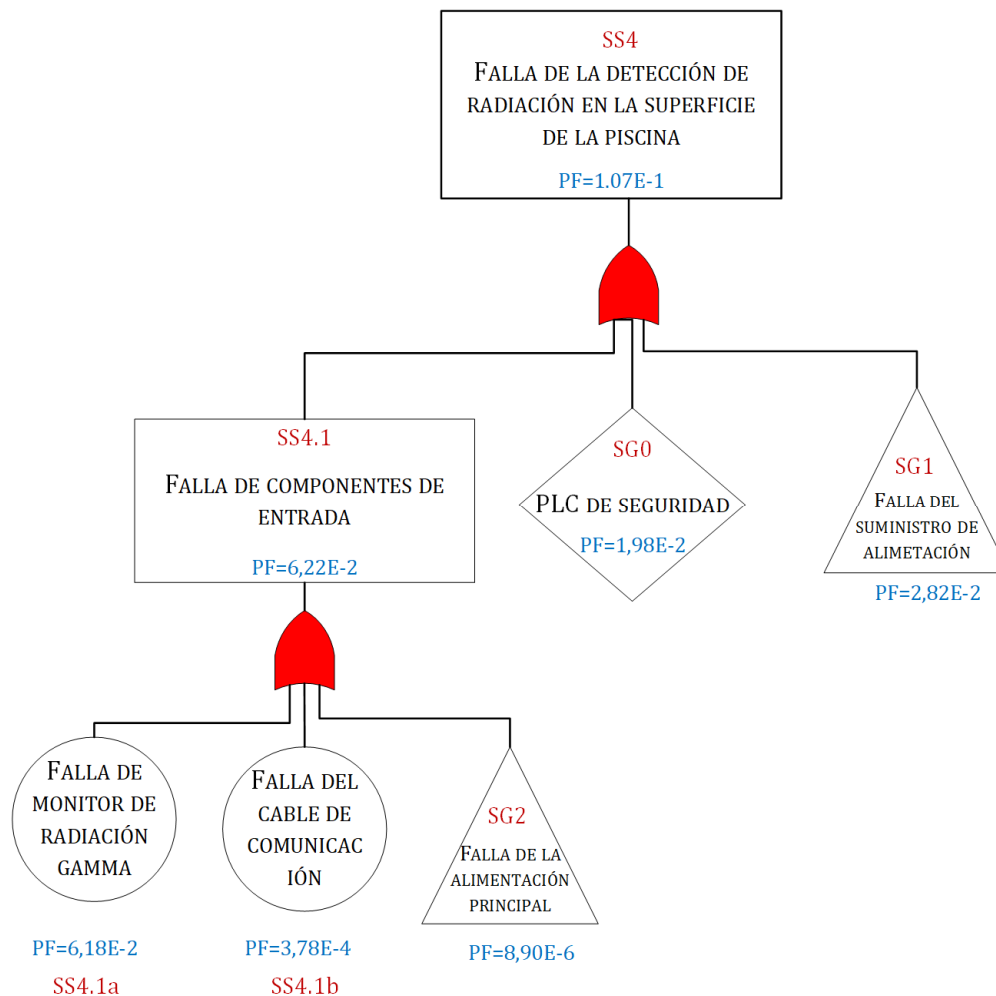 SS4
FALLA DE LA DETECCIÓN DE
RADIACIÓN EN LA SUPERFICIE
DE LA PISCINA
PF=1.07E-1
SS4.1
FALLA DE COMPONENTES DE
ENTRADA
PF=6,22E-2
SG0
PLC DE SEGURIDAD
PF=1,98E-2
SG1
FALLA DEL
SUMINISTRO DE
ALIMETACIÓN
PF=2,82E-2
FALLA DE
MONITOR DE
RADIACIÓN
GAMMA
PF=6,18E-2
SS4.1a
FALLA DEL
CABLE DE
COMUNICAC
IÓN
PF=3,78E-4
SS4.1b
SG2
FALLA DE LA
ALIMENTACIÓN
PRINCIPAL
PF=8,90E-6